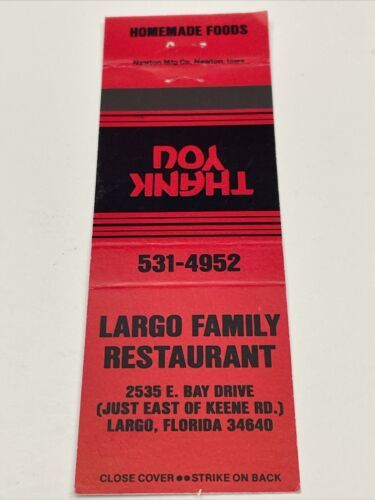 HOMEMADE FOODS
Newton Mfg Co. Newton, Iowa
THANK
YOU
531-4952
LARGO FAMILY
RESTAURANT
2535 E. BAY DRIVE
(JUST EAST OF KEENE RD.)
LARGO, FLORIDA 34640
CLOSE COVER●●STRIKE ON BACK